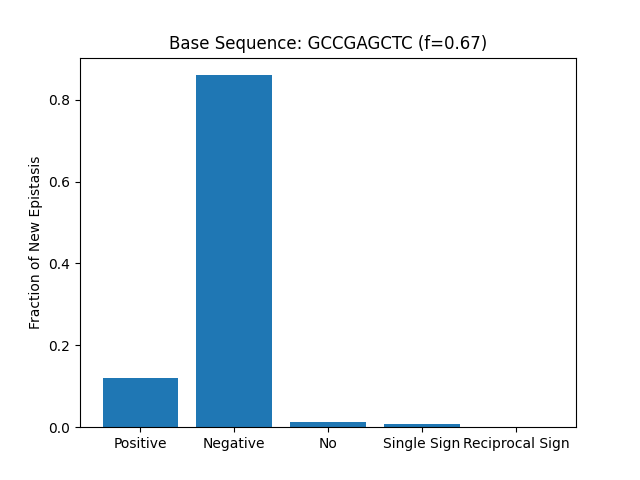 Base Sequence: GCCGAGCTC (f=0.67)
Fraction of New Epistasis
0.8
0.6
0.4
0.2
0.0
Positive Negative No Single Sign Reciprocal Sign